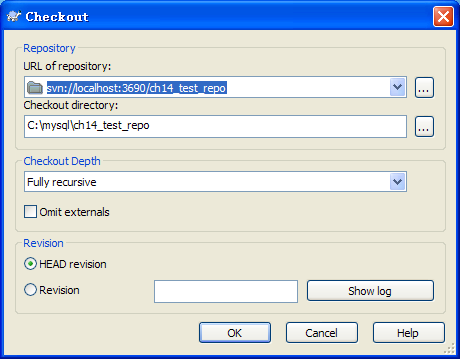 Checkout
Repository
URL of repository:
svn://localhost:3690/ch14_test_repo
...
Checkout directory:
C:\mysql\ch14_test_repo
...
Checkout Depth
Fully recursive
Omit externals
Revision
HEAD revision
Revision
Show log
OK
Cancel
Help